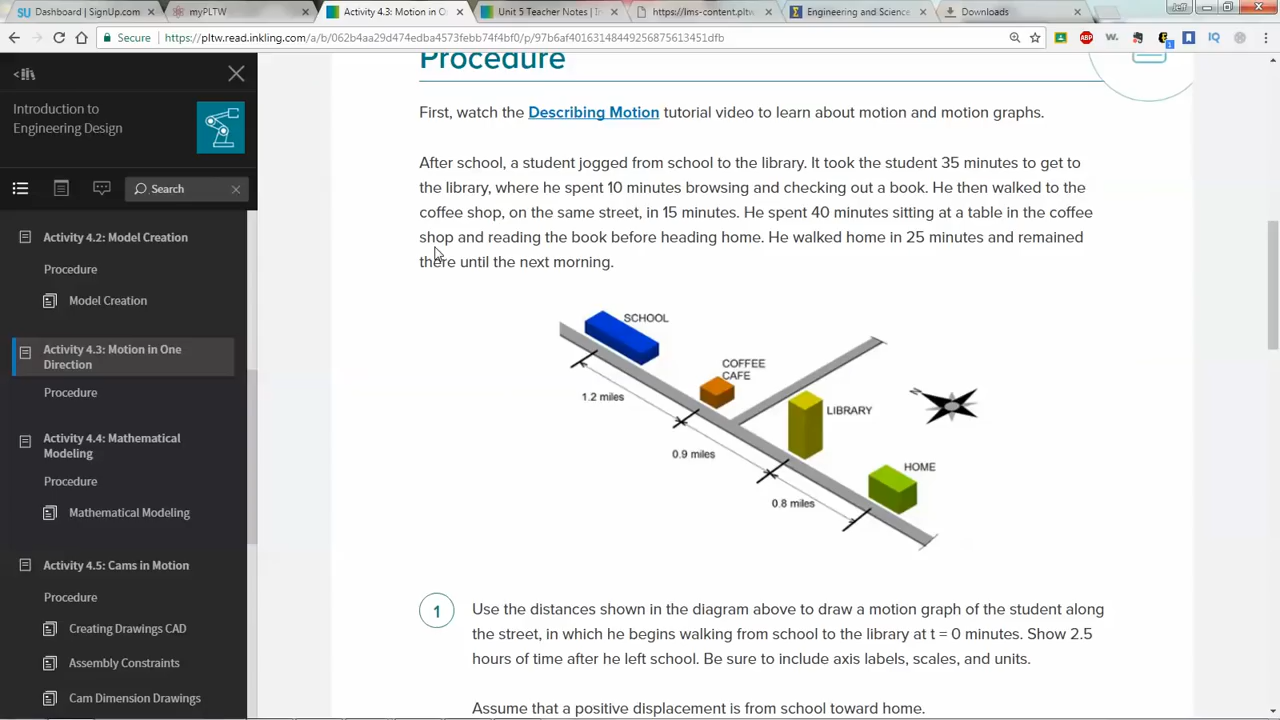 Dashboard | SignUp.com
myPLTW
Activity 4.3: Motion in O
Unit 5 Teacher Notes | In
https://lms-content.pltw
Engineering and Science
Downloads
Secure
https://pltw.read.inkling.com/a/b/062b4aa29d474edba4573febb74f4bf0/p/97b6af40163148449256875613451dfb
Introduction to
Engineering Design
Search
Activity 4.2: Model Creation
Procedure
Model Creation
Activity 4.3: Motion in One
Direction
Procedure
Activity 4.4: Mathematical
Modeling
Procedure
Mathematical Modeling
Activity 4.5: Cams in Motion
Procedure
Creating Drawings CAD
Assembly Constraints
Cam Dimension Drawings
Procedure
First, watch the Describing Motion tutorial video to learn about motion and motion graphs.
After school, a student jogged from school to the library. It took the student 35 minutes to get to
the library, where he spent 10 minutes browsing and checking out a book. He then walked to the
coffee shop, on the same street, in 15 minutes. He spent 40 minutes sitting at a table in the coffee
shop and reading the book before heading home. He walked home in 25 minutes and remained
there until the next morning.
SCHOOL
COFFEE
CAFE
1.2 miles
LIBRARY
N
0.9 miles
HOME
0.8 miles
1
Use the distances shown in the diagram above to draw a motion graph of the student along
the street, in which he begins walking from school to the library at t = 0 minutes. Show 2.5
hours of time after he left school. Be sure to include axis labels, scales, and units.
Assume that a positive displacement is from school toward home.